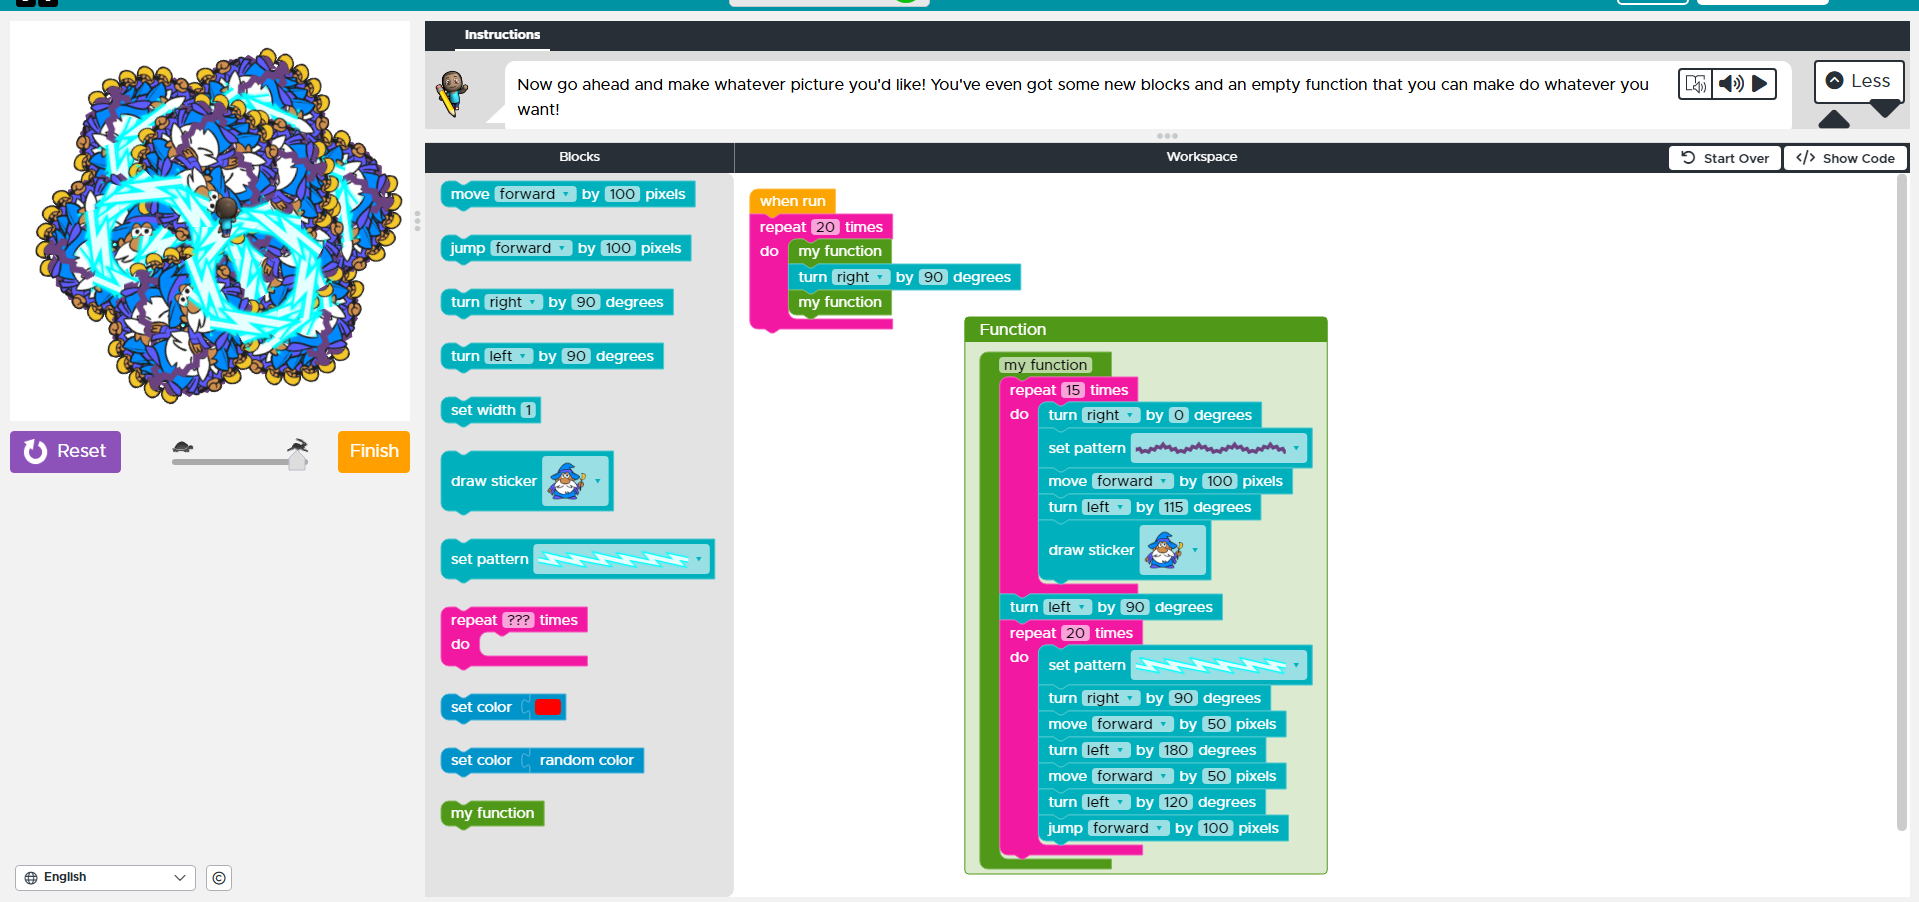 Instructions
Now go ahead and make whatever picture you'd like! You've even got some new blocks and an empty function that you can make do whatever you
want!
Less
Blocks
Workspace
Start Over
</> Show Code
move forward by 100 pixels
jump forward by 100 pixels
turn right by 90 degrees
turn left by 90 degrees
set width 1
draw sticker
set pattern
repeat ??? times
do
set color
set color random color
my function
when run
repeat 20 times
do my function
turn right by 90 degrees
my function
Function
my function
repeat 15 times
do turn right by 0 degrees
set pattern
move forward by 100 pixels
turn left by 115 degrees
draw sticker
turn left by 90 degrees
repeat 20 times
do set pattern
turn right by 90 degrees
move forward by 50 pixels
turn left by 180 degrees
move forward by 50 pixels
turn left by 120 degrees
jump forward by 100 pixels
Reset
Finish
English
©